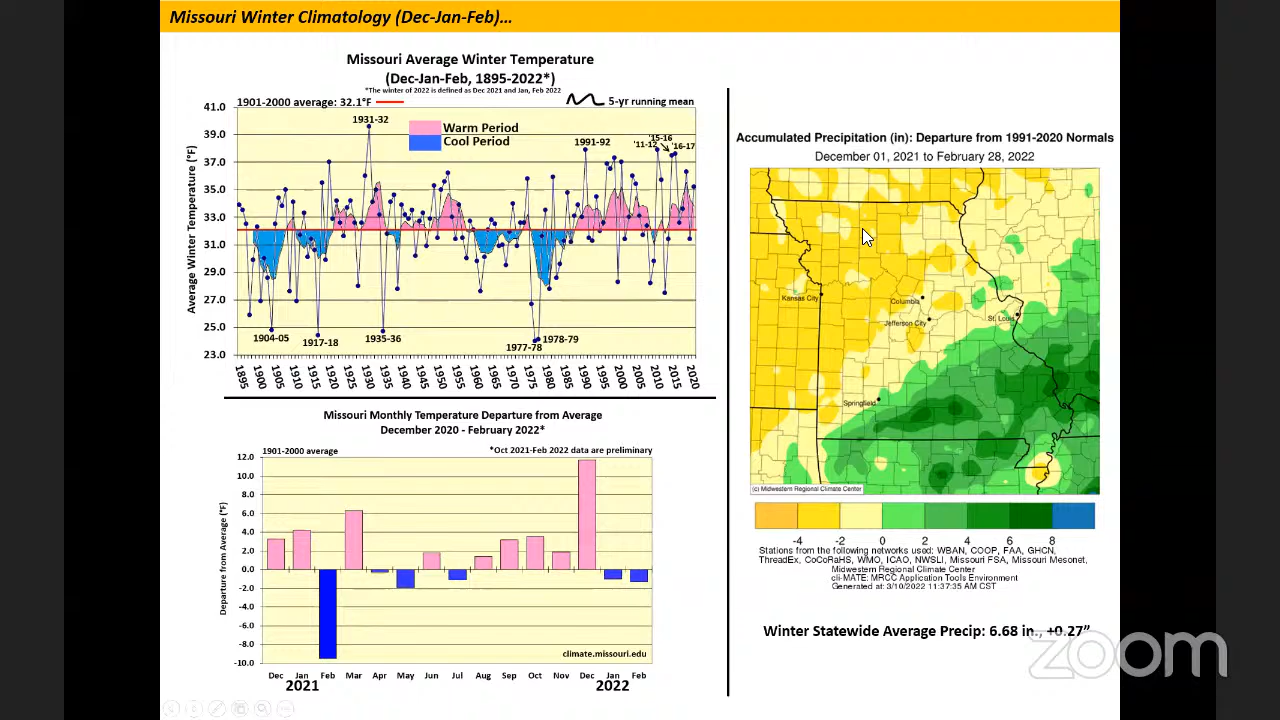 Missouri Winter Climatology (Dec-Jan-Feb)…
Missouri Average Winter Temperature
(Dec-Jan-Feb, 1895-2022*)
*The winter of 2022 is defined as Dec 2021 and Jan, Feb 2022
1901-2000 average: 32.1°F
5-yr running mean
Warm Period
Cool Period
1931-32
1991-92
'11-12
'15-16
'16-17
1904-05
1917-18
1935-36
1977-78
1978-79
Average Winter Temperature (°F)
41.0
39.0
37.0
35.0
33.0
31.0
29.0
27.0
25.0
23.0
1895 1900 1905 1910 1915 1920 1925 1930 1935 1940 1945 1950 1955 1960 1965 1970 1975 1980 1985 1990 1995 2000 2005 2010 2015 2020
Missouri Monthly Temperature Departure from Average
December 2020 - February 2022*
1901-2000 average
*Oct 2021-Feb 2022 data are preliminary
Departure from Average (°F)
12.0
10.0
8.0
6.0
4.0
2.0
0.0
-2.0
-4.0
-6.0
-8.0
-10.0
climate.missouri.edu
Dec Jan Feb Mar Apr May Jun Jul Aug Sep Oct Nov Dec Jan Feb
2021 2022
Accumulated Precipitation (in): Departure from 1991-2020 Normals
December 01, 2021 to February 28, 2022
Kansas City
Columbia
Jefferson City
St. Louis
Springfield
(c) Midwestern Regional Climate Center
-4 -2 0 2 4 6 8
Stations from the following networks used: WBAN, COOP, FAA, GHCN,
ThreadEx, CoCoRaHS, WMO, ICAO, NWSLI, Missouri FSA, Missouri Mesonet,
Midwestern Regional Climate Center
cli-MATE: MRCC Application Tools Environment
Generated at: 3/10/2022 11:37:35 AM CST
Winter Statewide Average Precip: 6.68 in., +0.27”
zoom